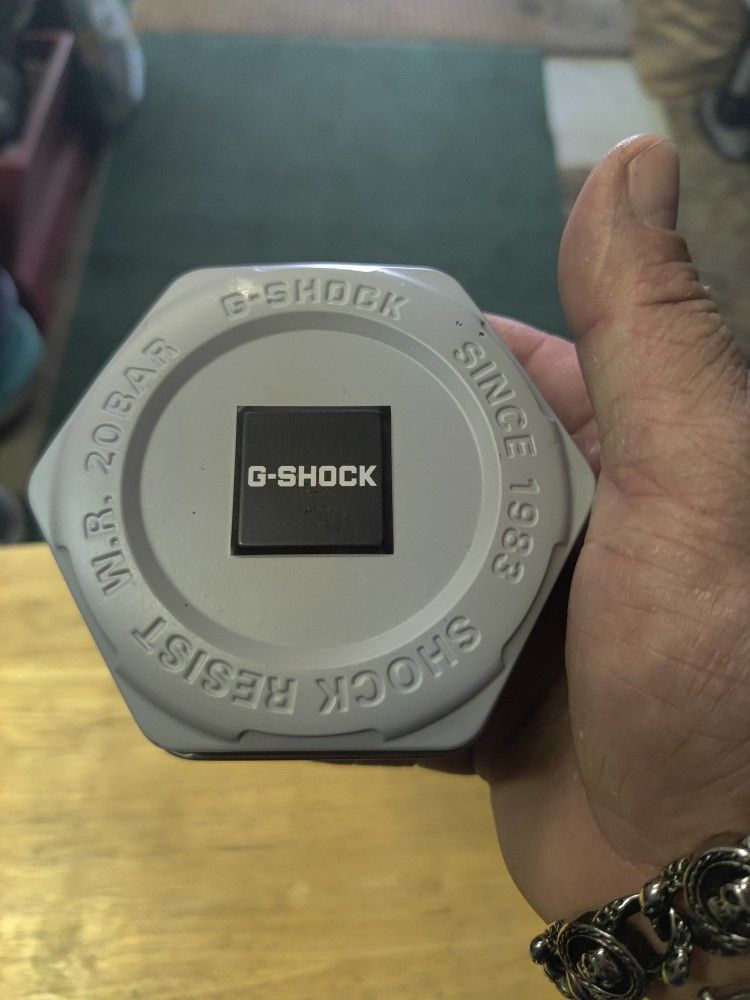 G-SHOCK
SINCE 1983
SHOCK RESIST
W.R. 20BAR
G-SHOCK